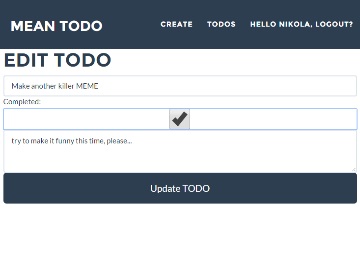 MEAN TODO
CREATE TODOS HELLO NIKOLA, LOGOUT?
EDIT TODO
Make another killer MEME
Completed:
try to make it funny this time, please...
Update TODO